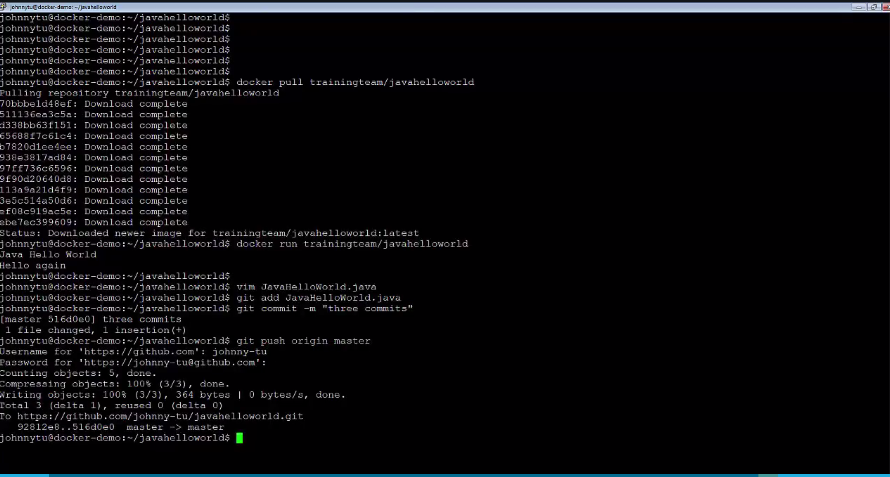 johnnytu@docker-demo: ~/javahelloworld
johnnytu@docker-demo:~/javahelloworld$
johnnytu@docker-demo:~/javahelloworld$
johnnytu@docker-demo:~/javahelloworld$
johnnytu@docker-demo:~/javahelloworld$
johnnytu@docker-demo:~/javahelloworld$
johnnytu@docker-demo:~/javahelloworld$
johnnytu@docker-demo:~/javahelloworld$ docker pull trainingteam/javahelloworld
Pulling repository trainingteam/javahelloworld
70bbbe1d48ef: Download complete
511136ea3c5a: Download complete
d338bb63f151: Download complete
65688f7c61c4: Download complete
b7820d1ee4ee: Download complete
938e3817ad84: Download complete
97ff736c6596: Download complete
9f90d20640d8: Download complete
113a9a21d4f9: Download complete
3e5c514a50d6: Download complete
ef08c919ac5e: Download complete
ebe7ec399609: Download complete
Status: Downloaded newer image for trainingteam/javahelloworld:latest
johnnytu@docker-demo:~/javahelloworld$ docker run trainingteam/javahelloworld
Java Hello World
Hello again
johnnytu@docker-demo:~/javahelloworld$
johnnytu@docker-demo:~/javahelloworld$ vim JavaHelloWorld.java
johnnytu@docker-demo:~/javahelloworld$ git add JavaHelloWorld.java
johnnytu@docker-demo:~/javahelloworld$ git commit -m "three commits"
[master 516d0e0] three commits
1 file changed, 1 insertion(+)
johnnytu@docker-demo:~/javahelloworld$ git push origin master
Username for 'https://github.com': johnny-tu
Password for 'https://johnny-tu@github.com':
Counting objects: 5, done.
Compressing objects: 100% (3/3), done.
Writing objects: 100% (3/3), 364 bytes | 0 bytes/s, done.
Total 3 (delta 1), reused 0 (delta 0)
To https://github.com/johnny-tu/javahelloworld.git
92812e8..516d0e0  master -> master
johnnytu@docker-demo:~/javahelloworld$